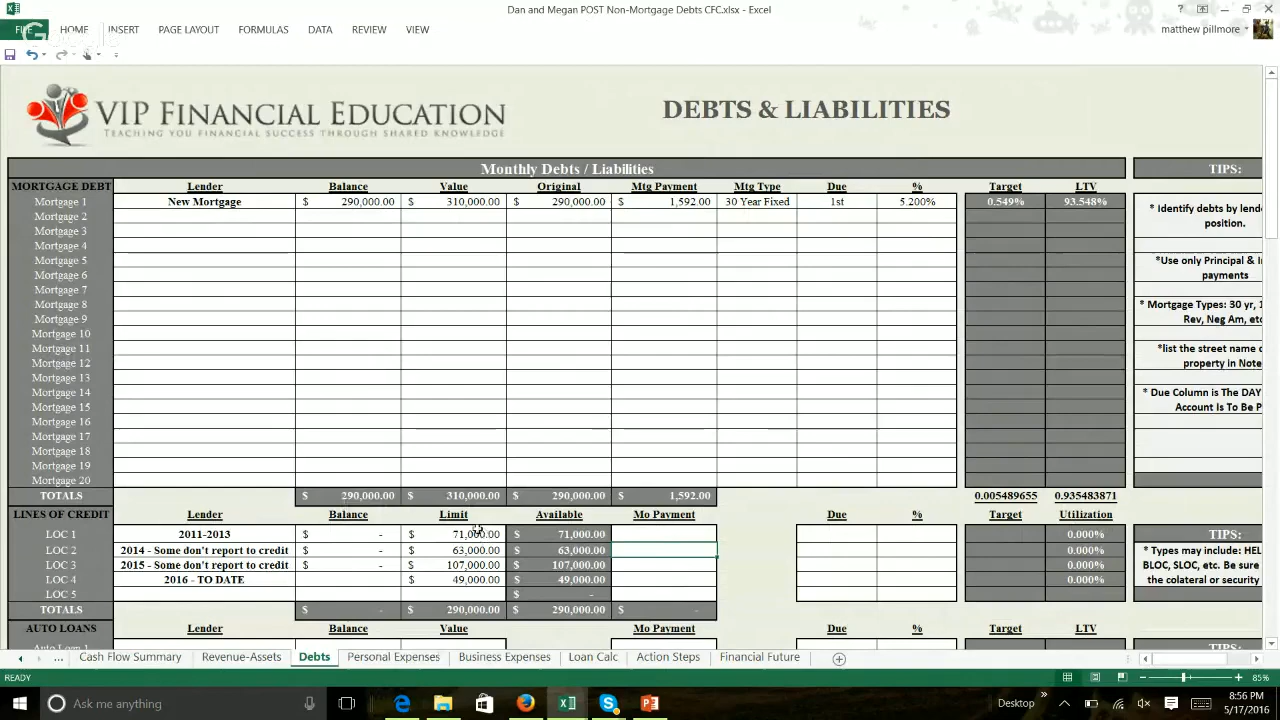 Dan and Megan POST Non-Mortgage Debts CFC.xlsx - Excel
FILE HOME INSERT PAGE LAYOUT FORMULAS DATA REVIEW VIEW matthew pillmore
VIP FINANCIAL EDUCATION
TEACHING YOU FINANCIAL SUCCESS THROUGH SHARED KNOWLEDGE
DEBTS & LIABILITIES
Monthly Debts / Liabilities TIPS:
MORTGAGE DEBT Lender Balance Value Original Mtg Payment Mtg Type Due % Target LTV
Mortgage 1 New Mortgage $ 290,000.00 $ 310,000.00 $ 290,000.00 $ 1,592.00 30 Year Fixed 1st 5.200% 0.549% 93.548%
* Identify debts by lende
position.
Mortgage 2
Mortgage 3
Mortgage 4
Mortgage 5 *Use only Principal & I
Mortgage 6 payments
Mortgage 7
Mortgage 8 * Mortgage Types: 30 yr, 1
Mortgage 9 Rev, Neg Am, etc
Mortgage 10
Mortgage 11 *list the street name o
Mortgage 12 property in Note
Mortgage 13
Mortgage 14 * Due Column is The DAY
Mortgage 15 Account Is To Be P
Mortgage 16
Mortgage 17
Mortgage 18
Mortgage 19
Mortgage 20
TOTALS $ 290,000.00 $ 310,000.00 $ 290,000.00 $ 1,592.00 0.005489655 0.935483871
LINES OF CREDIT Lender Balance Limit Available Mo Payment Due % Target Utilization
LOC 1 2011-2013 $ - $ 71,000.00 $ 71,000.00 0.000% TIPS:
LOC 2 2014 - Some don't report to credit $ - $ 63,000.00 $ 63,000.00 0.000% * Types may include: HEL
LOC 3 2015 - Some don't report to credit $ - $ 107,000.00 $ 107,000.00 0.000% BLOC, SLOC, etc. Be sure
LOC 4 2016 - TO DATE $ 49,000.00 $ 49,000.00 0.000% the colateral or security
LOC 5 $ -
TOTALS $ - $ 290,000.00 $ 290,000.00 $ -
AUTO LOANS Lender Balance Value Mo Payment Due % Target LTV
Auto Loan 1 TIPS:
... Cash Flow Summary Revenue-Assets Debts Personal Expenses Business Expenses Loan Calc Action Steps Financial Future
READY 85%
Ask me anything Desktop 8:56 PM
5/17/2016